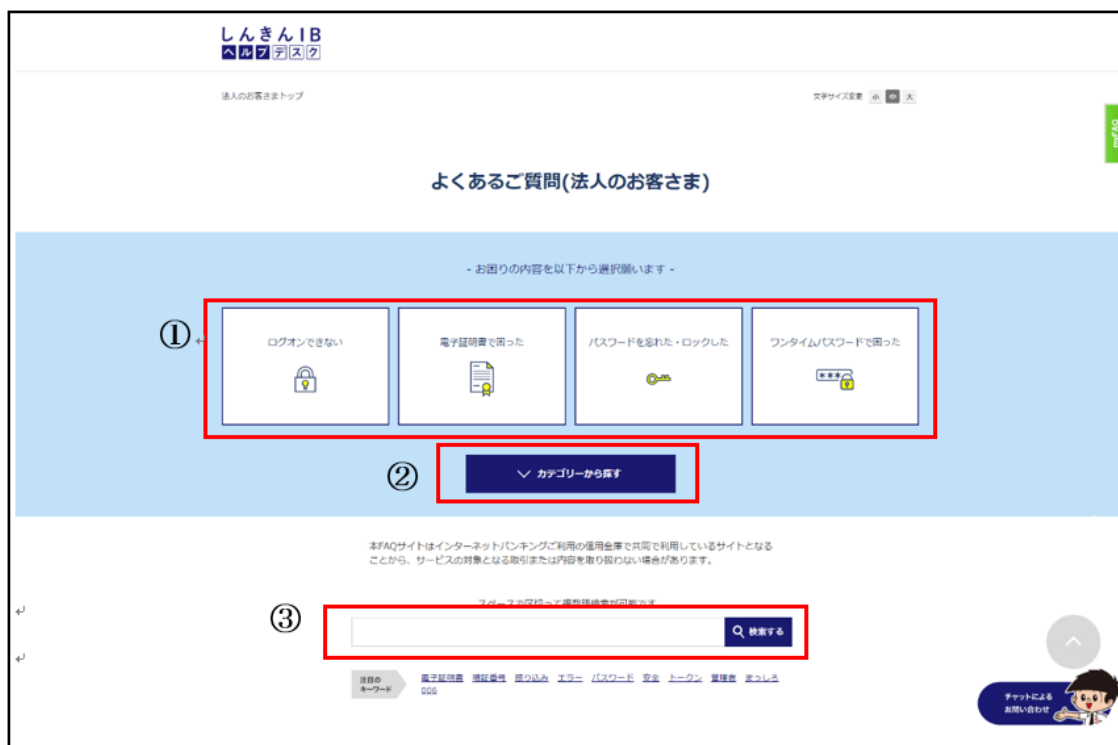 しんきんIB
ヘルプデスク
法人のお客さまトップ
文字サイズ変更 小 中 大
myFAQ
よくあるご質問(法人のお客さま)
- お困りの内容を以下から選択願います -
①
ログオンできない
電子証明書で困った
パスワードを忘れた・ロックした
ワンタイムパスワードで困った
②
カテゴリーから探す
本FAQサイトはインターネットバンキングご利用の信用金庫で共同で利用しているサイトとなる
ことから、サービスの対象となる取引または内容を取り扱わない場合があります。
スペースで区切って複数語検索が可能です
③
検索する
注目の
キーワード
電子証明書 確証番号 振り込み エラー パスワード 安全 トークン 管理者 まっしろ
006
チャットによる
お問い合わせ